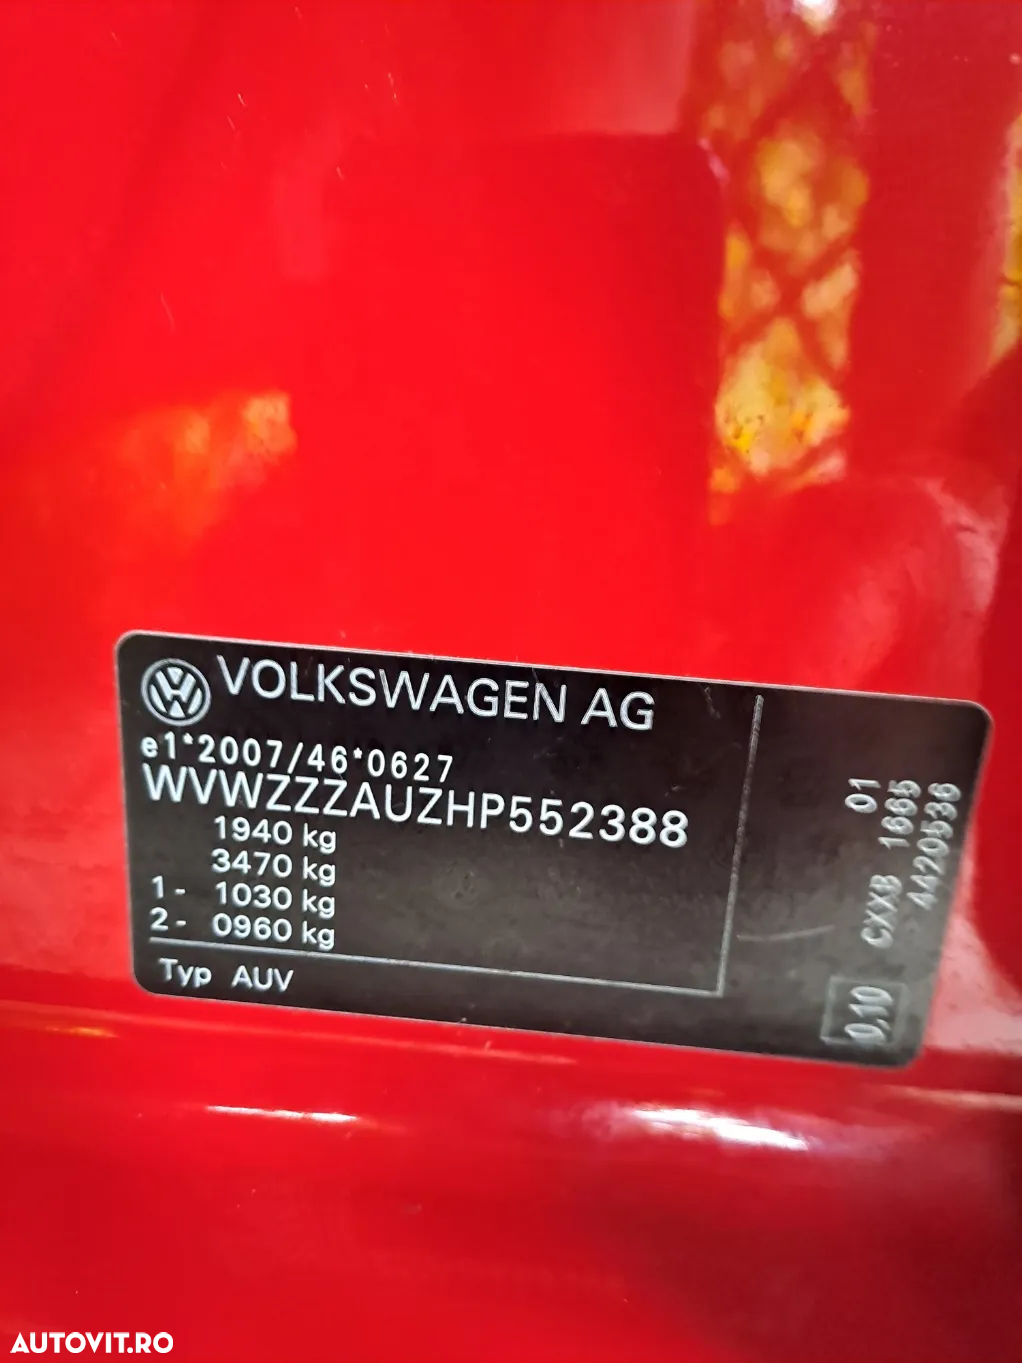 VOLKSWAGEN AG
e1*2007/46*0627
WVWZZZAUZHP552388
1940 kg
3470 kg
1- 1030 kg
2- 0960 kg
Typ AUV
01
CXXB 1665
4420536
0,10
AUTOVIT.RO